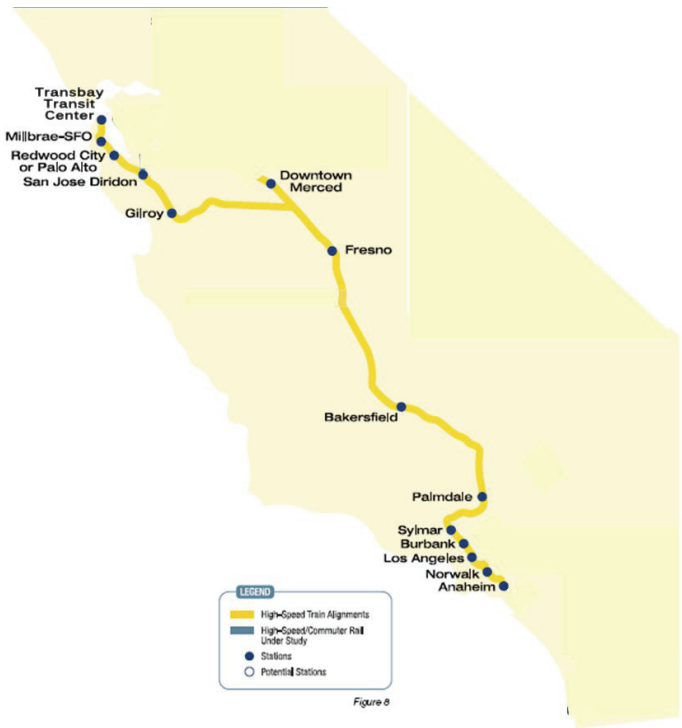 Transbay
Transit
Center
Millbrae-SFO
Redwood City
or Palo Alto
San Jose Diridon
Gilroy
Downtown
Merced
Fresno
Bakersfield
Palmdale
Sylmar
Burbank
Los Angeles
Norwalk
Anaheim
LEGEND
High-Speed Train Alignments
High-Speed/Commuter Rail
Under Study
Stations
Potential Stations
Figure 8